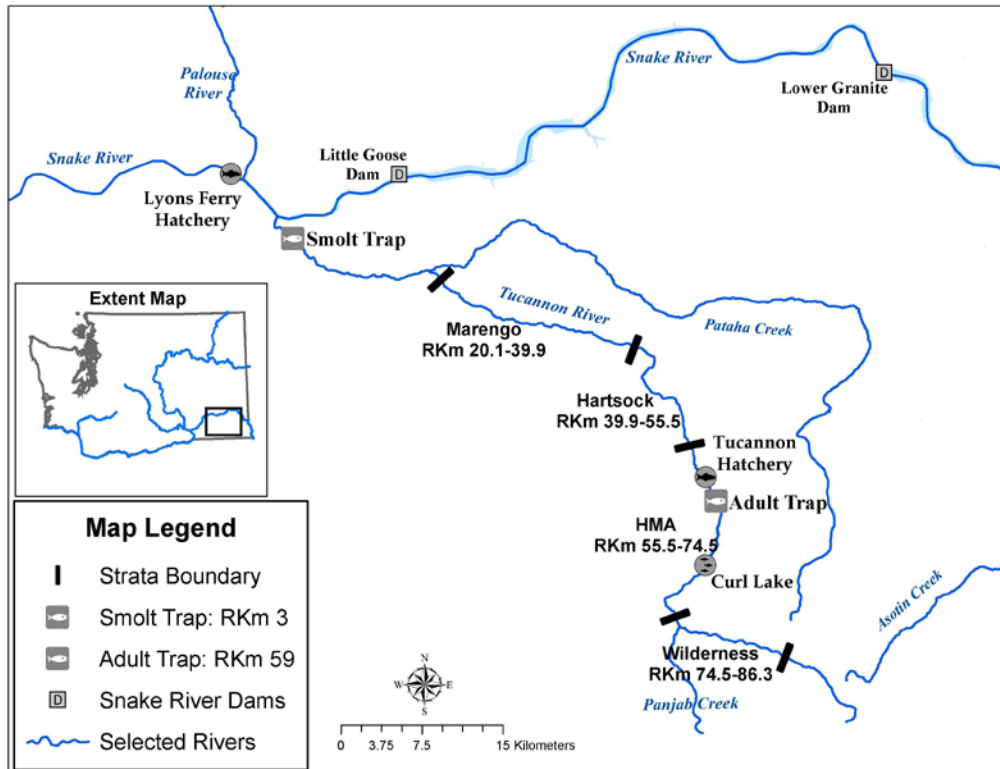 Palouse
River
Snake River
Lower Granite
Dam
D
Snake River
Little Goose
Dam
D
Lyons Ferry
Hatchery
Smolt Trap
Extent Map
Tucannon River
Marengo
RKm 20.1-39.9
Pataha Creek
Hartsock
RKm 39.9-55.5
Tucannon
Hatchery
Adult Trap
HMA
RKm 55.5-74.5
Curl Lake
Asotin Creek
Wilderness
RKm 74.5-86.3
Panjab Creek
Map Legend
Strata Boundary
Smolt Trap: RKm 3
Adult Trap: RKm 59
D Snake River Dams
Selected Rivers
N
W E
S
0 3.75 7.5 15 Kilometers